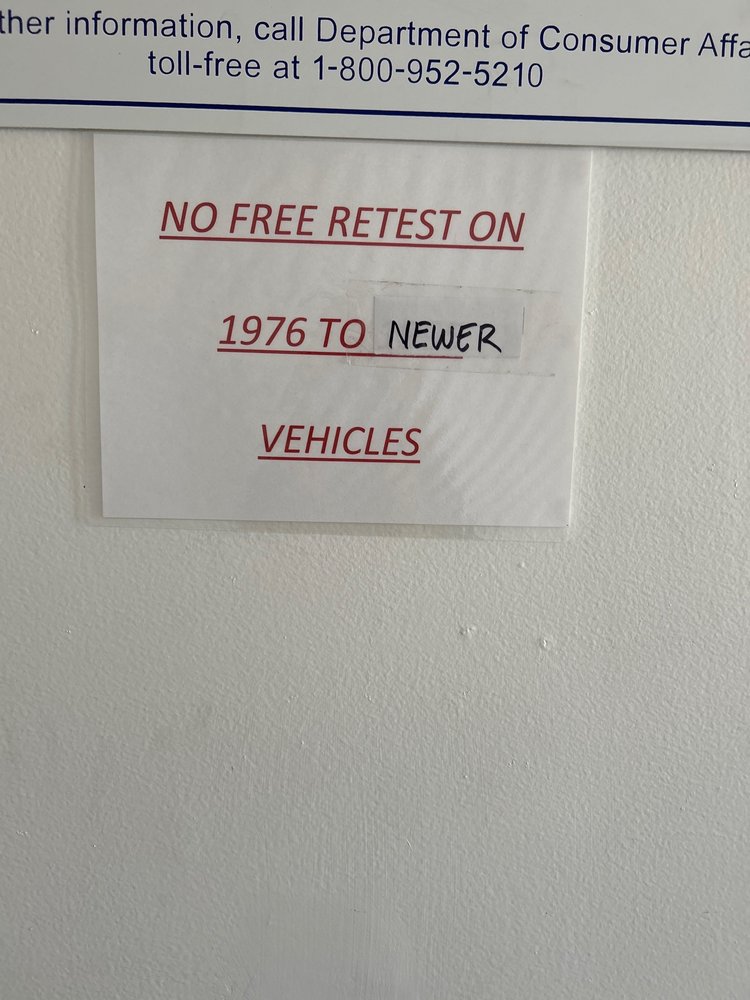 ther information, call Department of Consumer Affa
toll-free at 1-800-952-5210
NO FREE RETEST ON
1976 TO NEWER
VEHICLES